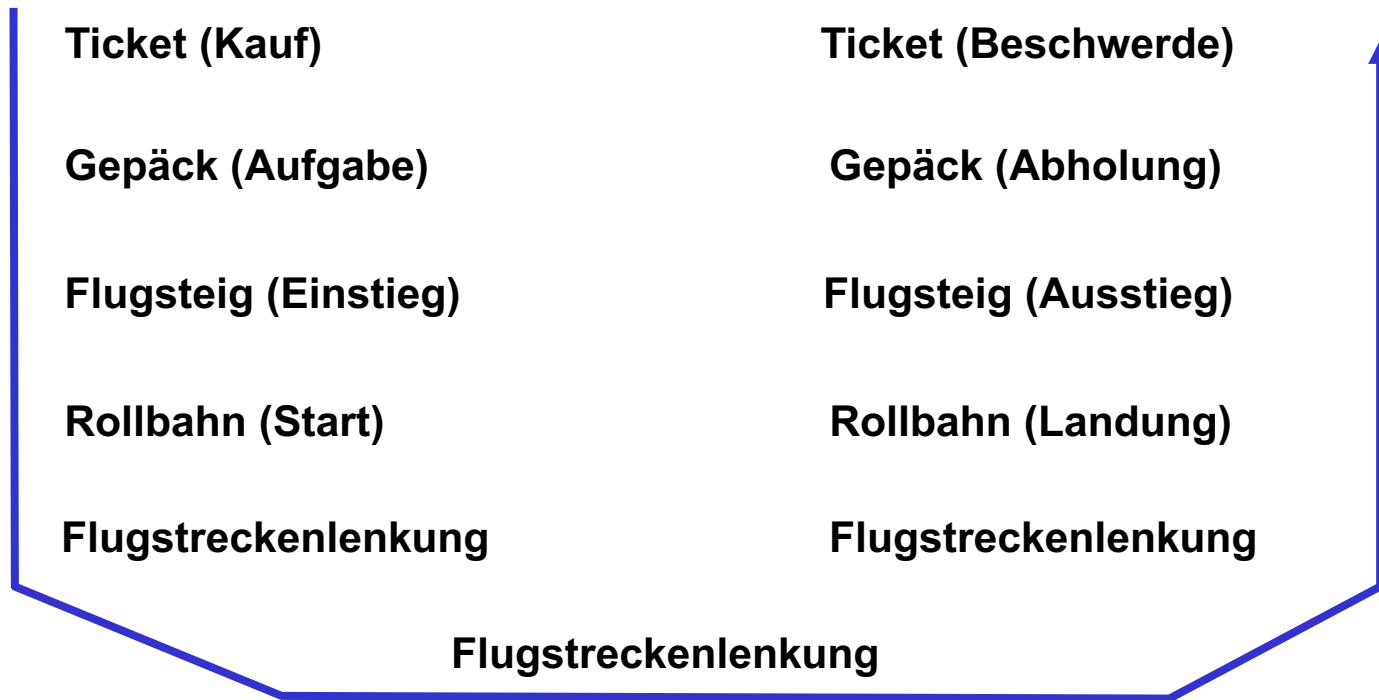 Ticket (Kauf)
Ticket (Beschwerde)
Gepäck (Aufgabe)
Gepäck (Abholung)
Flugsteig (Einstieg)
Flugsteig (Ausstieg)
Rollbahn (Start)
Rollbahn (Landung)
Flugstreckenlenkung
Flugstreckenlenkung
Flugstreckenlenkung